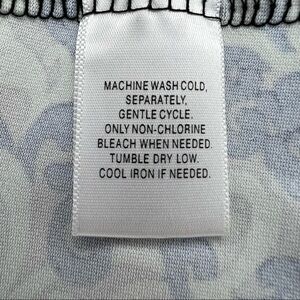 MACHINE WASH COLD,
SEPARATELY,
GENTLE CYCLE.
ONLY NON-CHLORINE
BLEACH WHEN NEEDED.
TUMBLE DRY LOW.
COOL IRON IF NEEDED.